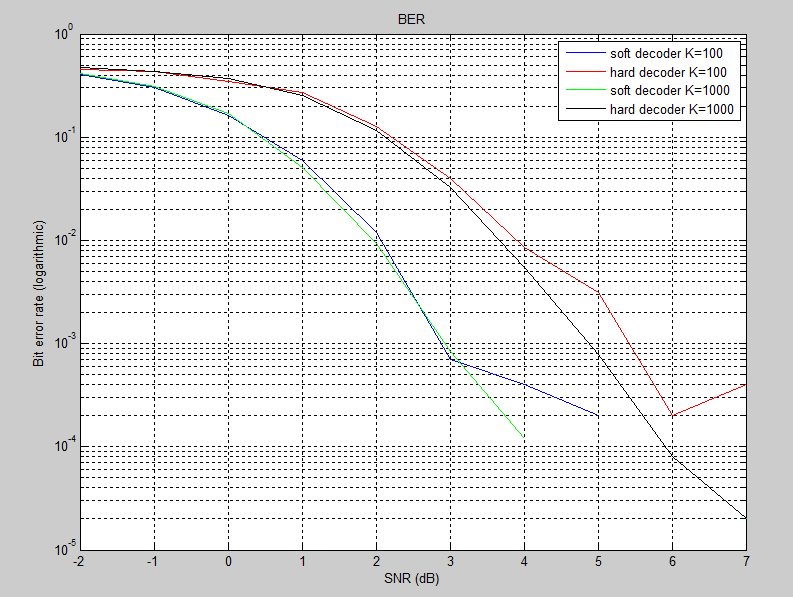 BER
soft decoder K=100
hard decoder K=100
soft decoder K=1000
hard decoder K=1000
10^0
10^-1
10^-2
10^-3
10^-4
10^-5
Bit error rate (logarithmic)
-2 -1 0 1 2 3 4 5 6 7
SNR (dB)